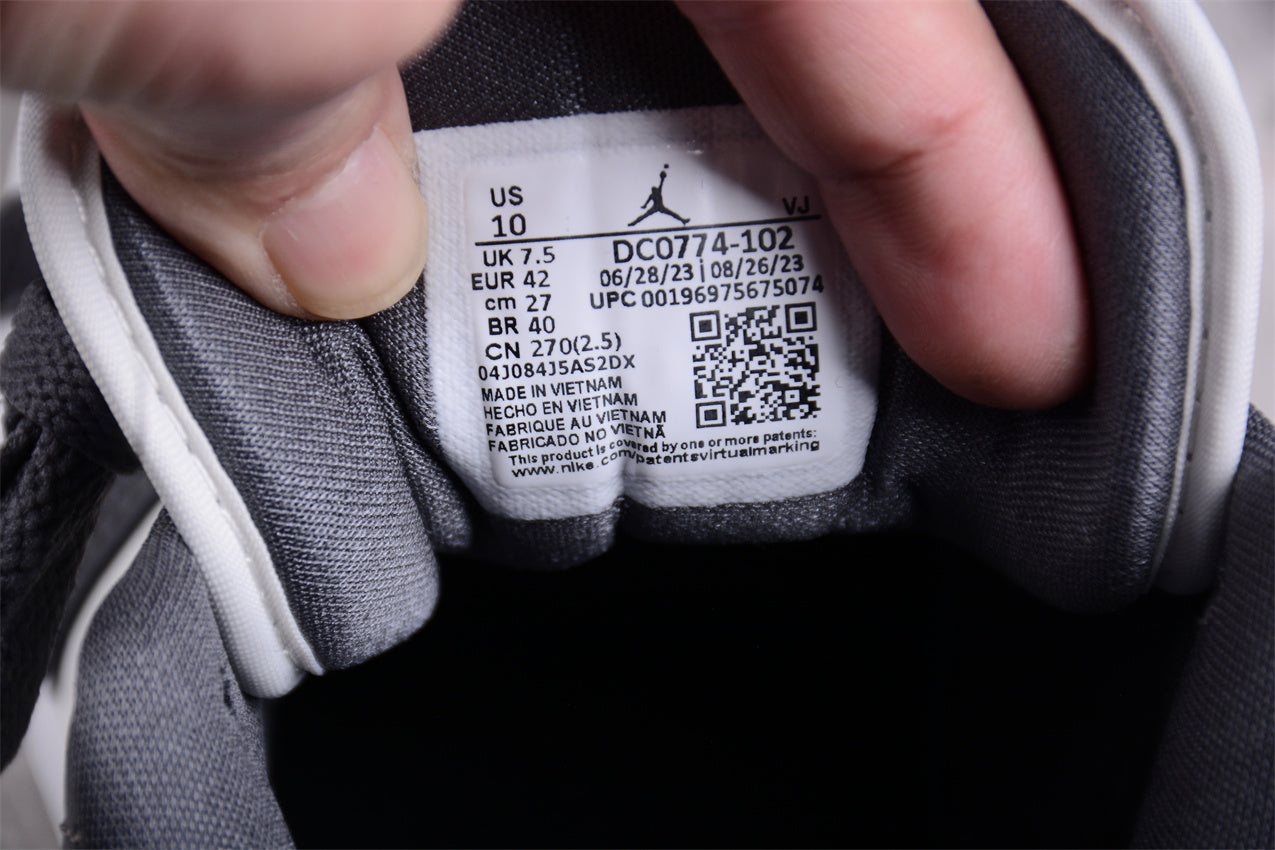 US
10
VJ
UK 7.5
EUR 42
cm 27
BR 40
CN 270(2.5)
DC0774-102
06/28/23 | 08/26/23
UPC 00196975675074
04J084J5AS2DX
MADE IN VIETNAM
HECHO EN VIETNAM
FABRIQUE AU VIETNAM
FABRICADO NO VIETNÃ
This product is covered by one or more patents:
www.nike.com/patentsvirtualmarking